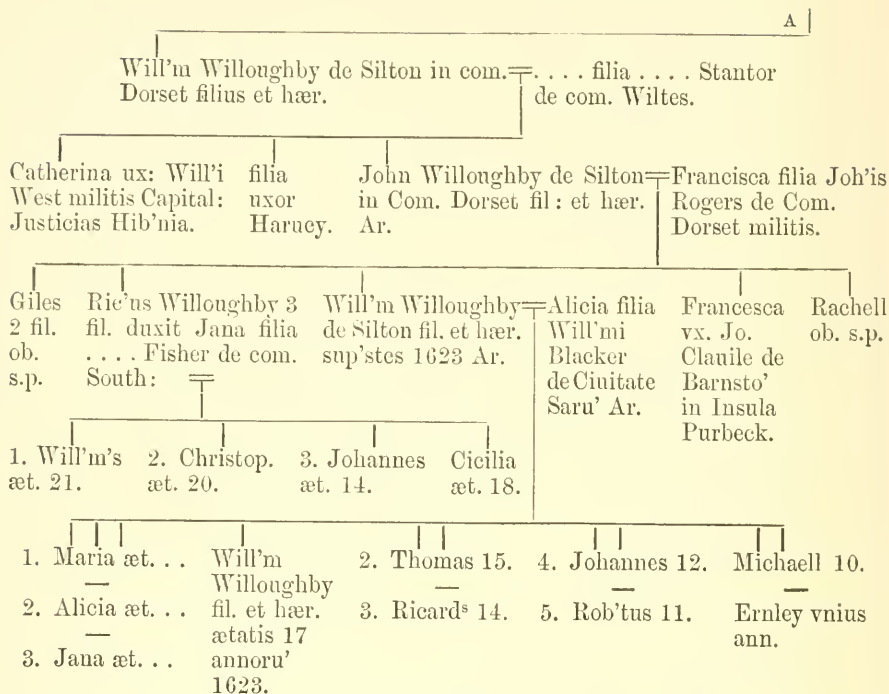 A
Will'm Willoughby de Silton in com.
Dorset filius et hær.
. . . . filia . . . . Stantor
de com. Wiltes.
Catherina ux: Will'i
West militis Capital:
Justicias Hib'nia.
filia
uxor
Haruey.
John Willoughby de Silton
in Com. Dorset fil : et hær.
Ar.
Francisca filia Joh'is
Rogers de Com.
Dorset militis.
Giles
2 fil.
ob.
s.p.
Ric'us Willoughby 3
fil. duxit Jana filia
. . . . Fisher de com.
South:
Will'm Willoughby
de Silton fil. et hær.
sup'stes 1623 Ar.
Alicia filia
Will'mi
Blacker
de Ciuitate
Saru' Ar.
Francesca
vx. Jo.
Clauile de
Barnsto'
in Insula
Purbeck.
Rachell
ob. s.p.
1. Will'm's
æt. 21.
2. Christop.
æt. 20.
3. Johannes
æt. 14.
Cicilia
æt. 18.
1. Maria æt. . .
2. Alicia æt. . .
3. Jana æt. . .
Will'm
Willoughby
fil. et hær.
ætatis 17
annoru'
1623.
2. Thomas 15.
3. Ricardˢ 14.
4. Johannes 12.
5. Rob'tus 11.
Michaell 10.
Ernley vnius
ann.